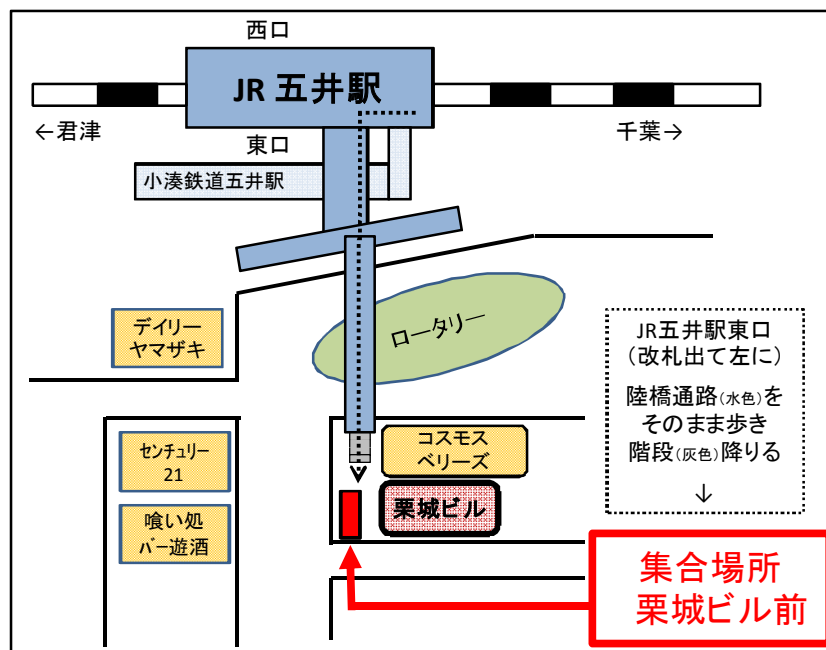 西口
JR 五井駅
←君津
千葉→
東口
小湊鉄道五井駅
ロータリー
デイリー
ヤマザキ
JR五井駅東口
（改札出て左に）
陸橋通路(水色)を
そのまま歩き
階段(灰色)降りる
↓
センチュリー
21
コスモス
ベリーズ
喰い処
バー遊酒
栗城ビル
集合場所
栗城ビル前